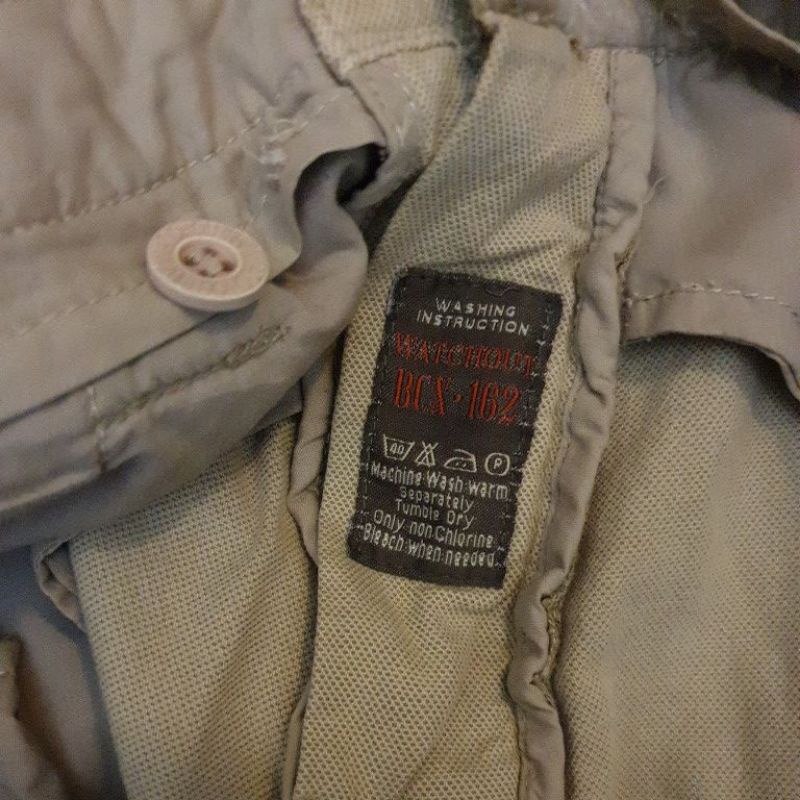 WASHING
INSTRUCTION
WATCHOUT
BCX-162
40 P
Machine Wash warm
Separately
Tumble Dry
Only non Chlorine
Bleach when needed